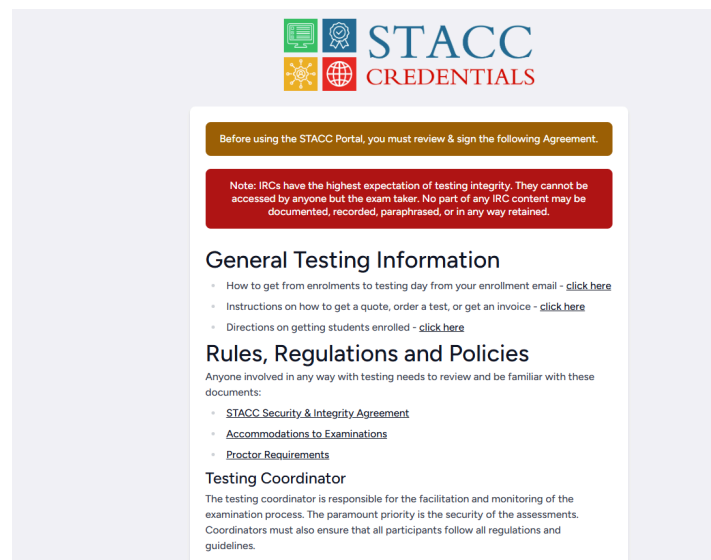 STACC
CREDENTIALS
Before using the STACC Portal, you must review & sign the following Agreement.
Note: IRCs have the highest expectation of testing integrity. They cannot be
accessed by anyone but the exam taker. No part of any IRC content may be
documented, recorded, paraphrased, or in any way retained.
General Testing Information
How to get from enrolments to testing day from your enrollment email - click here
Instructions on how to get a quote, order a test, or get an invoice - click here
Directions on getting students enrolled - click here
Rules, Regulations and Policies
Anyone involved in any way with testing needs to review and be familiar with these
documents:
STACC Security & Integrity Agreement
Accommodations to Examinations
Proctor Requirements
Testing Coordinator
The testing coordinator is responsible for the facilitation and monitoring of the
examination process. The paramount priority is the security of the assessments.
Coordinators must also ensure that all participants follow all regulations and
guidelines.